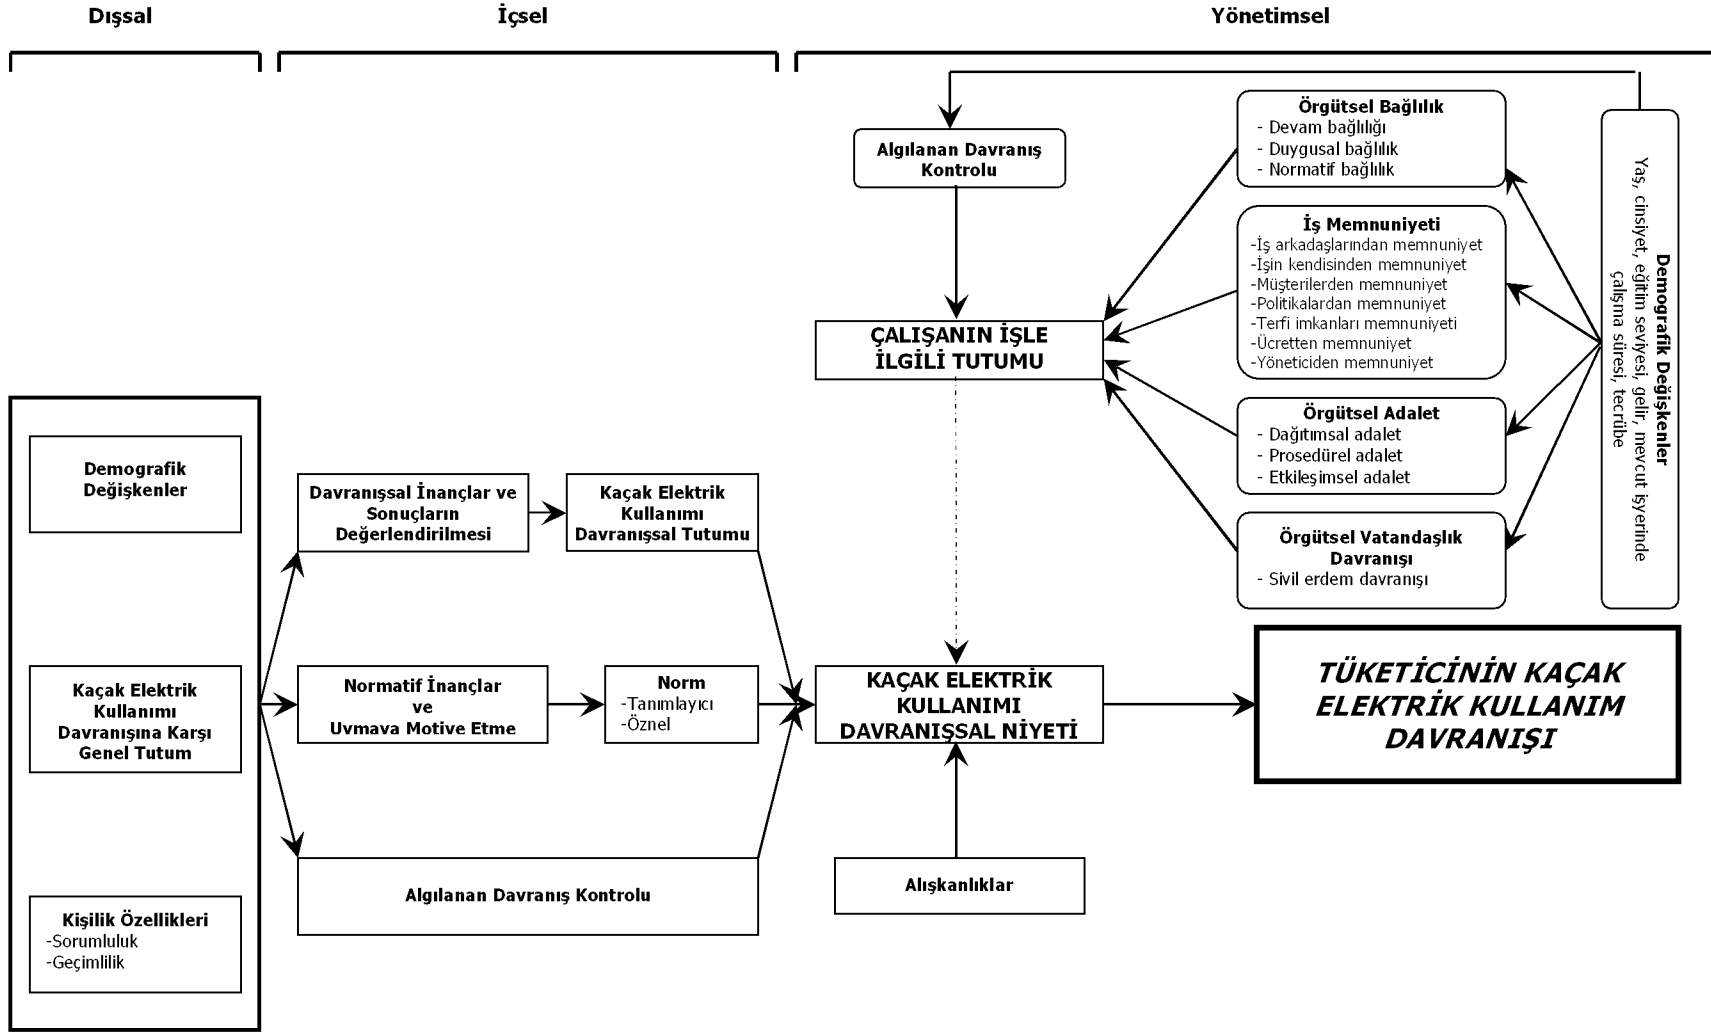 Dışsal
İçsel
Yönetimsel
Algılanan Davranış
Kontrolu
Örgütsel Bağlılık
- Devam bağlılığı
- Duygusal bağlılık
- Normatif bağlılık
İş Memnuniyeti
-İş arkadaşlarından memnuniyet
-İşin kendisinden memnuniyet
-Müşterilerden memnuniyet
-Politikalardan memnuniyet
-Terfi imkanları memnuniyeti
-Ücretten memnuniyet
-Yöneticiden memnuniyet
Örgütsel Adalet
- Dağıtımsal adalet
- Prosedürel adalet
- Etkileşimsel adalet
Örgütsel Vatandaşlık
Davranışı
- Sivil erdem davranışı
Demografik Değişkenler
Yaş, cinsiyet, eğitim seviyesi, gelir, mevcut işyerinde
çalışma süresi, tecrübe
ÇALIŞANIN İŞLE
İLGİLİ TUTUMU
Demografik
Değişkenler
Kaçak Elektrik
Kullanımı
Davranışına Karşı
Genel Tutum
Kişilik Özellikleri
-Sorumluluk
-Geçimlilik
Davranışsal İnançlar ve
Sonuçların
Değerlendirilmesi
Kaçak Elektrik
Kullanımı
Davranışsal Tutumu
Normatif İnançlar
ve
Uvmava Motive Etme
Norm
-Tanımlayıcı
-Öznel
Algılanan Davranış Kontrolu
KAÇAK ELEKTRİK
KULLANIMI
DAVRANIŞSAL NİYETİ
Alışkanlıklar
TÜKETİCİNİN KAÇAK
ELEKTRİK KULLANIM
DAVRANIŞI